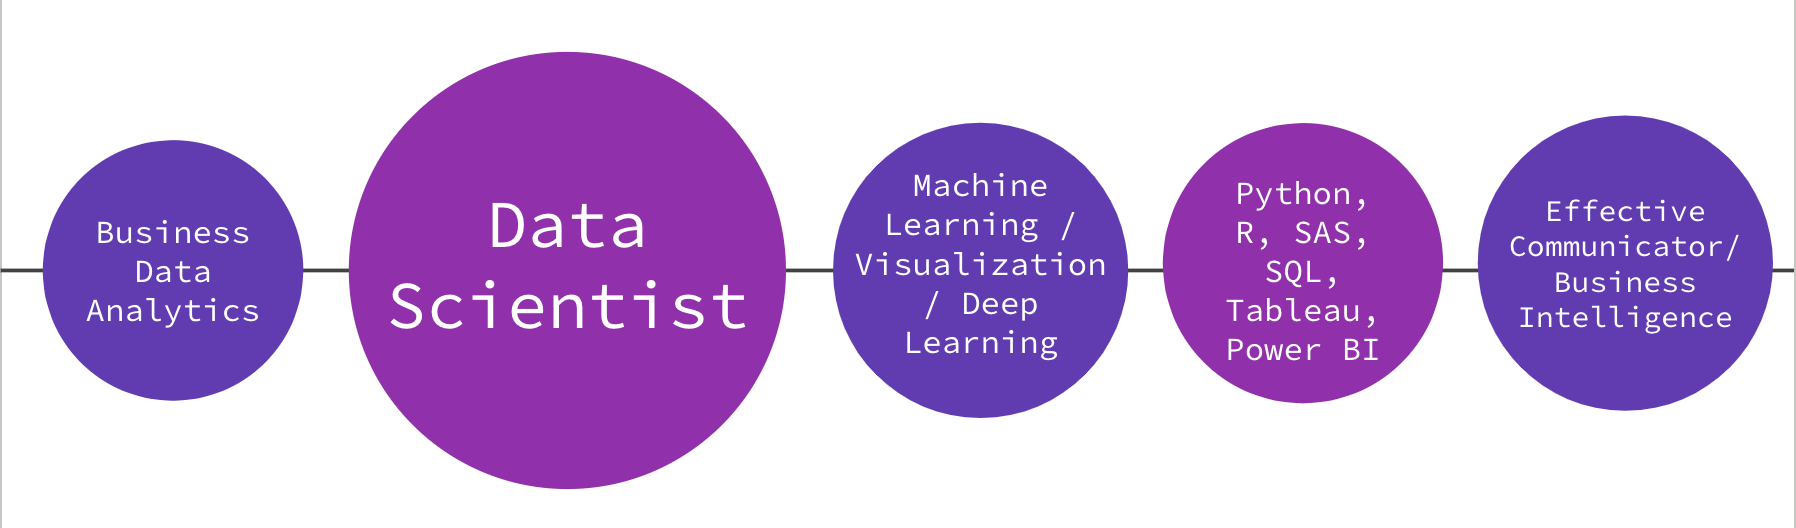 Business
Data
Analytics
Data
Scientist
Machine
Learning /
Visualization
/ Deep
Learning
Python,
R, SAS,
SQL,
Tableau,
Power BI
Effective
Communicator/
Business
Intelligence